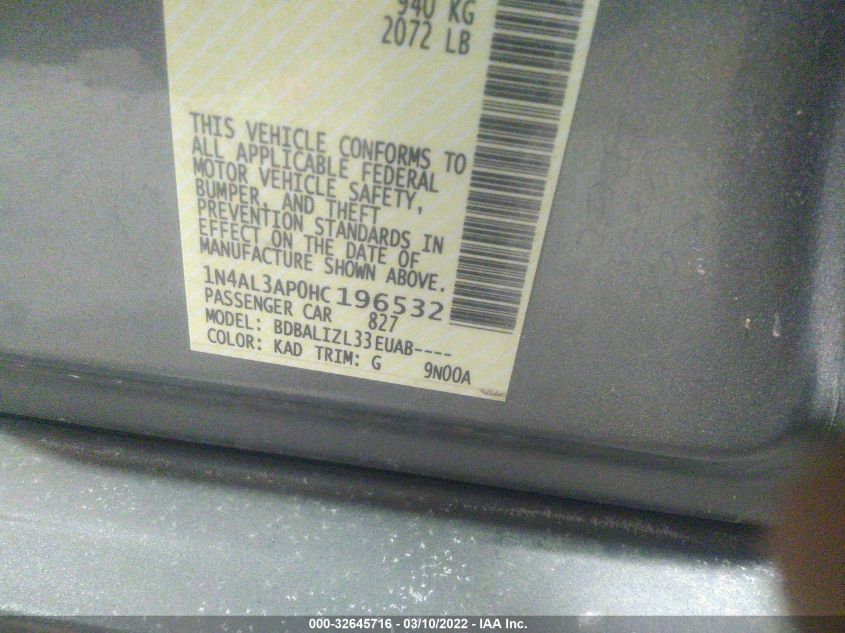 940 KG
2072 LB
THIS VEHICLE CONFORMS TO
ALL APPLICABLE FEDERAL
MOTOR VEHICLE SAFETY,
BUMPER, AND THEFT
PREVENTION STANDARDS IN
EFFECT ON THE DATE OF
MANUFACTURE SHOWN ABOVE.
1N4AL3AP0HC196532
PASSENGER CAR 827
MODEL: BDBALIZL33EUAB----
COLOR: KAD TRIM: G 9N00A
000-32645716 - 03/10/2022 - IAA Inc.